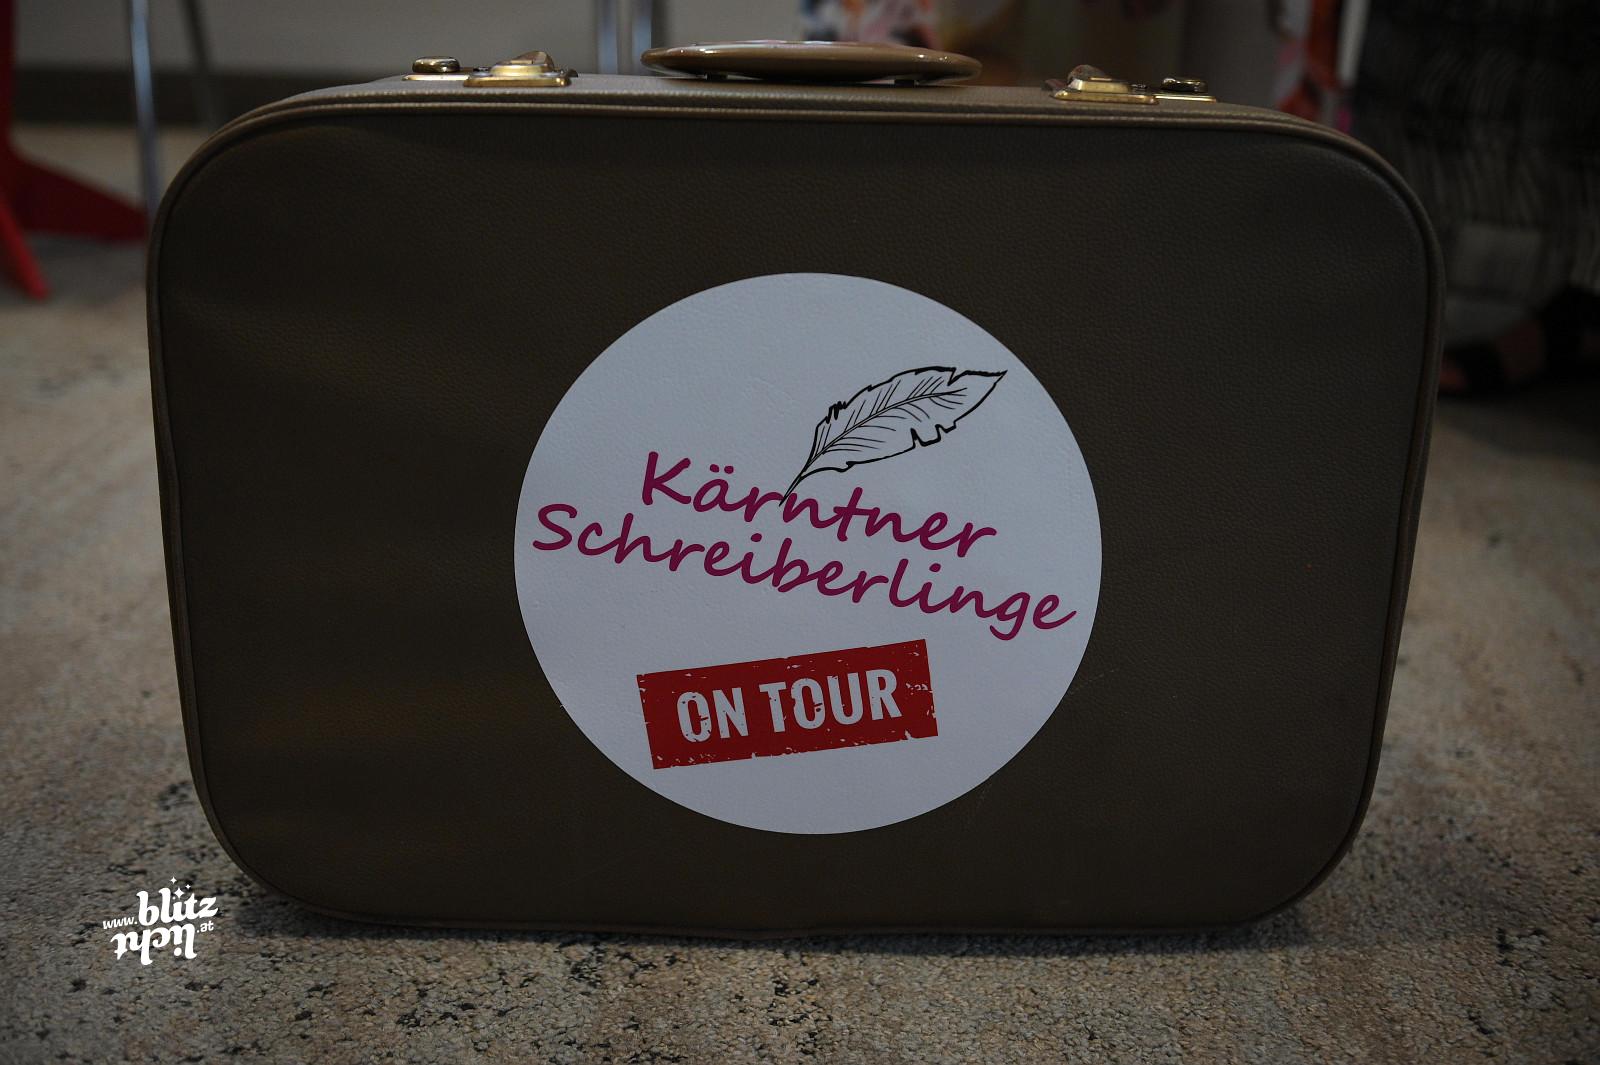 Kärntner
Schreiberlinge
ON TOUR
www.blitz
licht.at